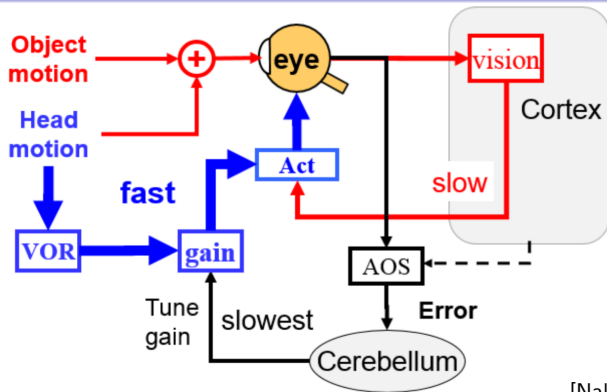 Object
motion
+
eye
vision
Cortex
Head
motion
fast
Act
slow
VOR
gain
AOS
Tune
gain
slowest
Error
Cerebellum